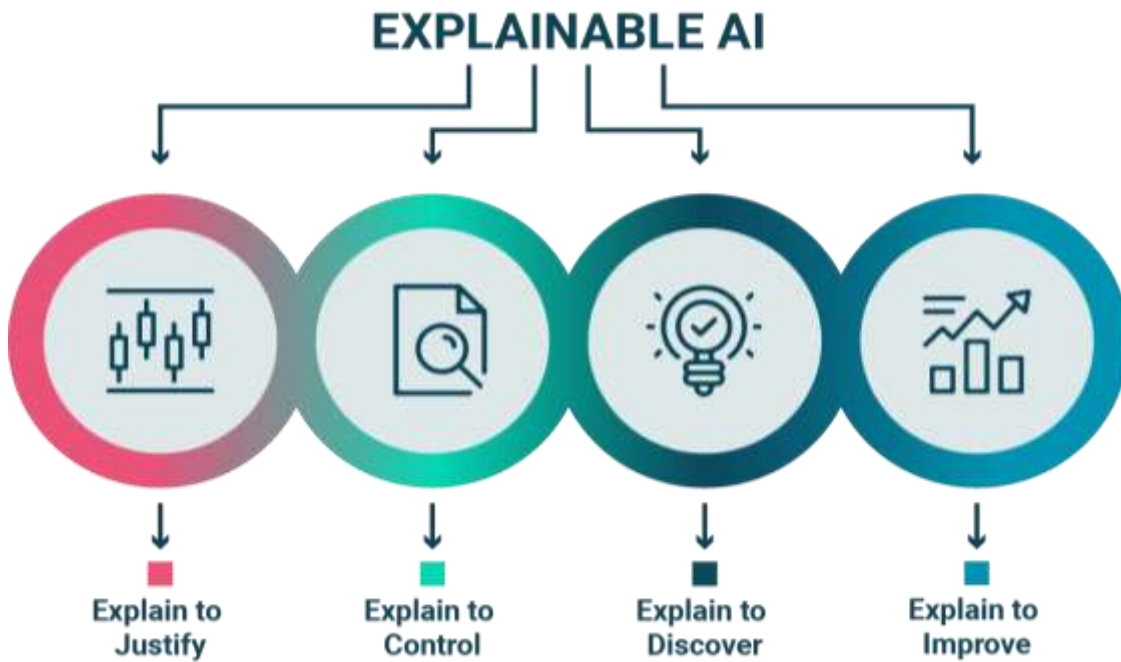 EXPLAINABLE AI
Explain to
Justify
Explain to
Control
Explain to
Discover
Explain to
Improve